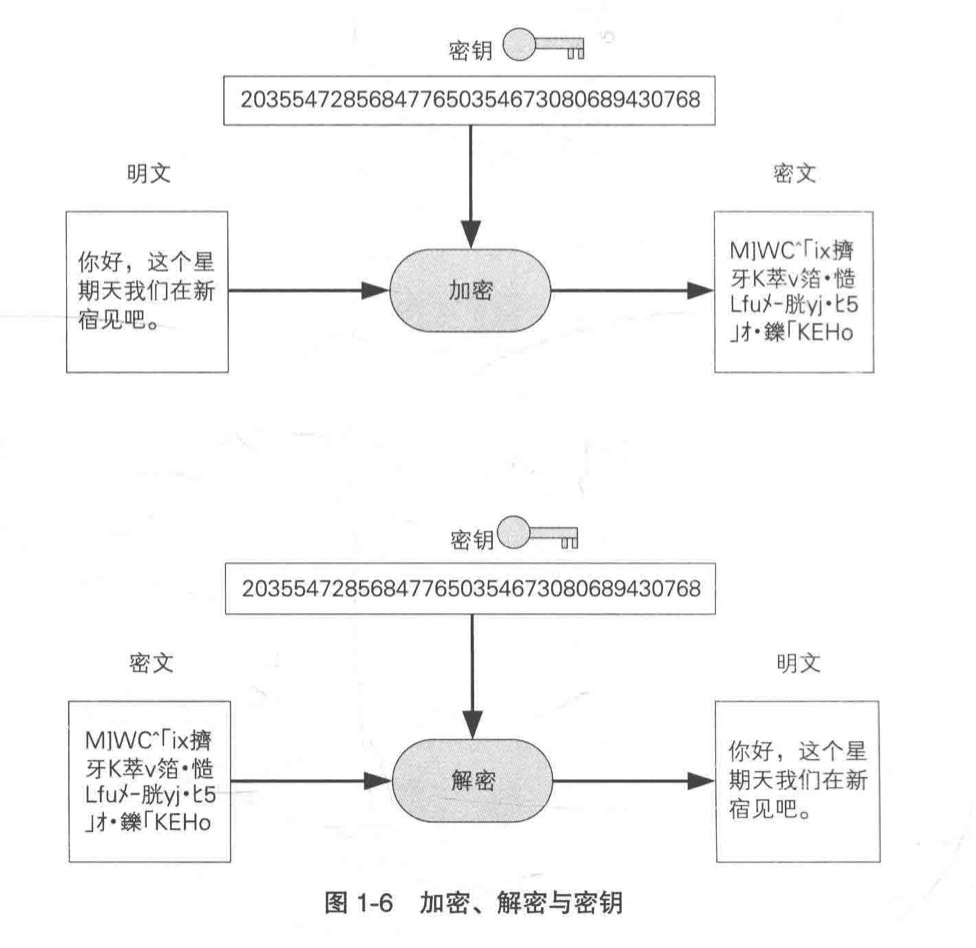 密钥
203554728568477650354673080689430768
明文
密文
你好，这个星
期天我们在新
宿见吧。
加密
M]WC^｢ix擠
牙K萃v箔･慥
Lfuﾒ-胱yj･ﾋ5
｣ｵ･鑠｢KEHo
密钥
203554728568477650354673080689430768
密文
明文
M]WC^｢ix擠
牙K萃v箔･慥
Lfuﾒ-胱yj･ﾋ5
｣ｵ･鑠｢KEHo
解密
你好，这个星
期天我们在新
宿见吧。
图 1-6 加密、解密与密钥